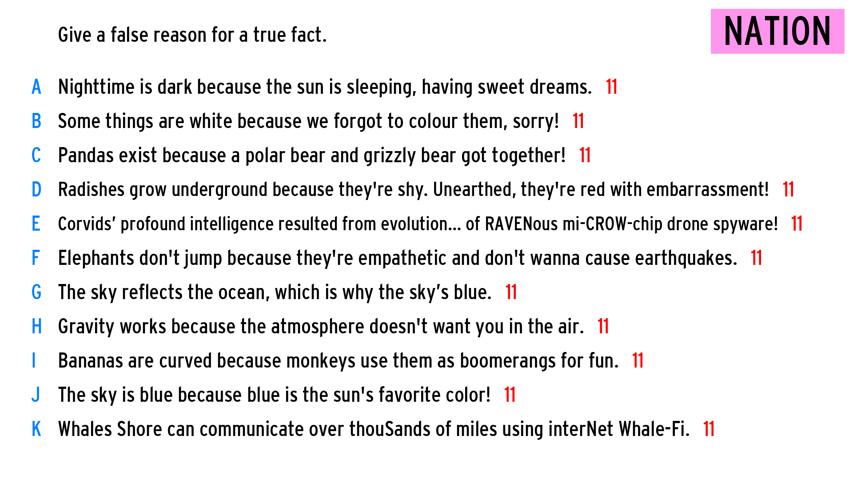 NATION
Give a false reason for a true fact.
A Nighttime is dark because the sun is sleeping, having sweet dreams. 11
B Some things are white because we forgot to colour them, sorry! 11
C Pandas exist because a polar bear and grizzly bear got together! 11
D Radishes grow underground because they're shy. Unearthed, they're red with embarrassment! 11
E Corvids’ profound intelligence resulted from evolution... of RAVENous mi-CROW-chip drone spyware! 11
F Elephants don't jump because they're empathetic and don't wanna cause earthquakes. 11
G The sky reflects the ocean, which is why the sky’s blue. 11
H Gravity works because the atmosphere doesn't want you in the air. 11
I Bananas are curved because monkeys use them as boomerangs for fun. 11
J The sky is blue because blue is the sun's favorite color! 11
K Whales Shore can communicate over thouSands of miles using interNet Whale-Fi. 11